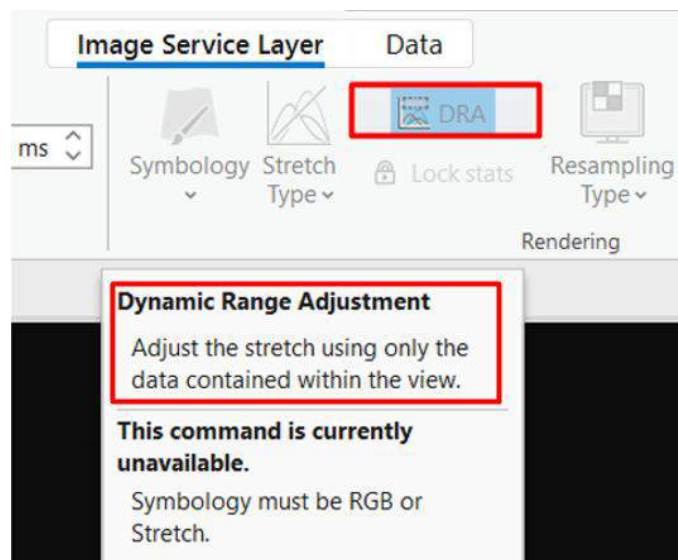 Image Service Layer Data
ms
Symbology
Stretch
Type
DRA
Lock stats
Resampling
Type
Rendering
Dynamic Range Adjustment
Adjust the stretch using only the
data contained within the view.
This command is currently
unavailable.
Symbology must be RGB or
Stretch.